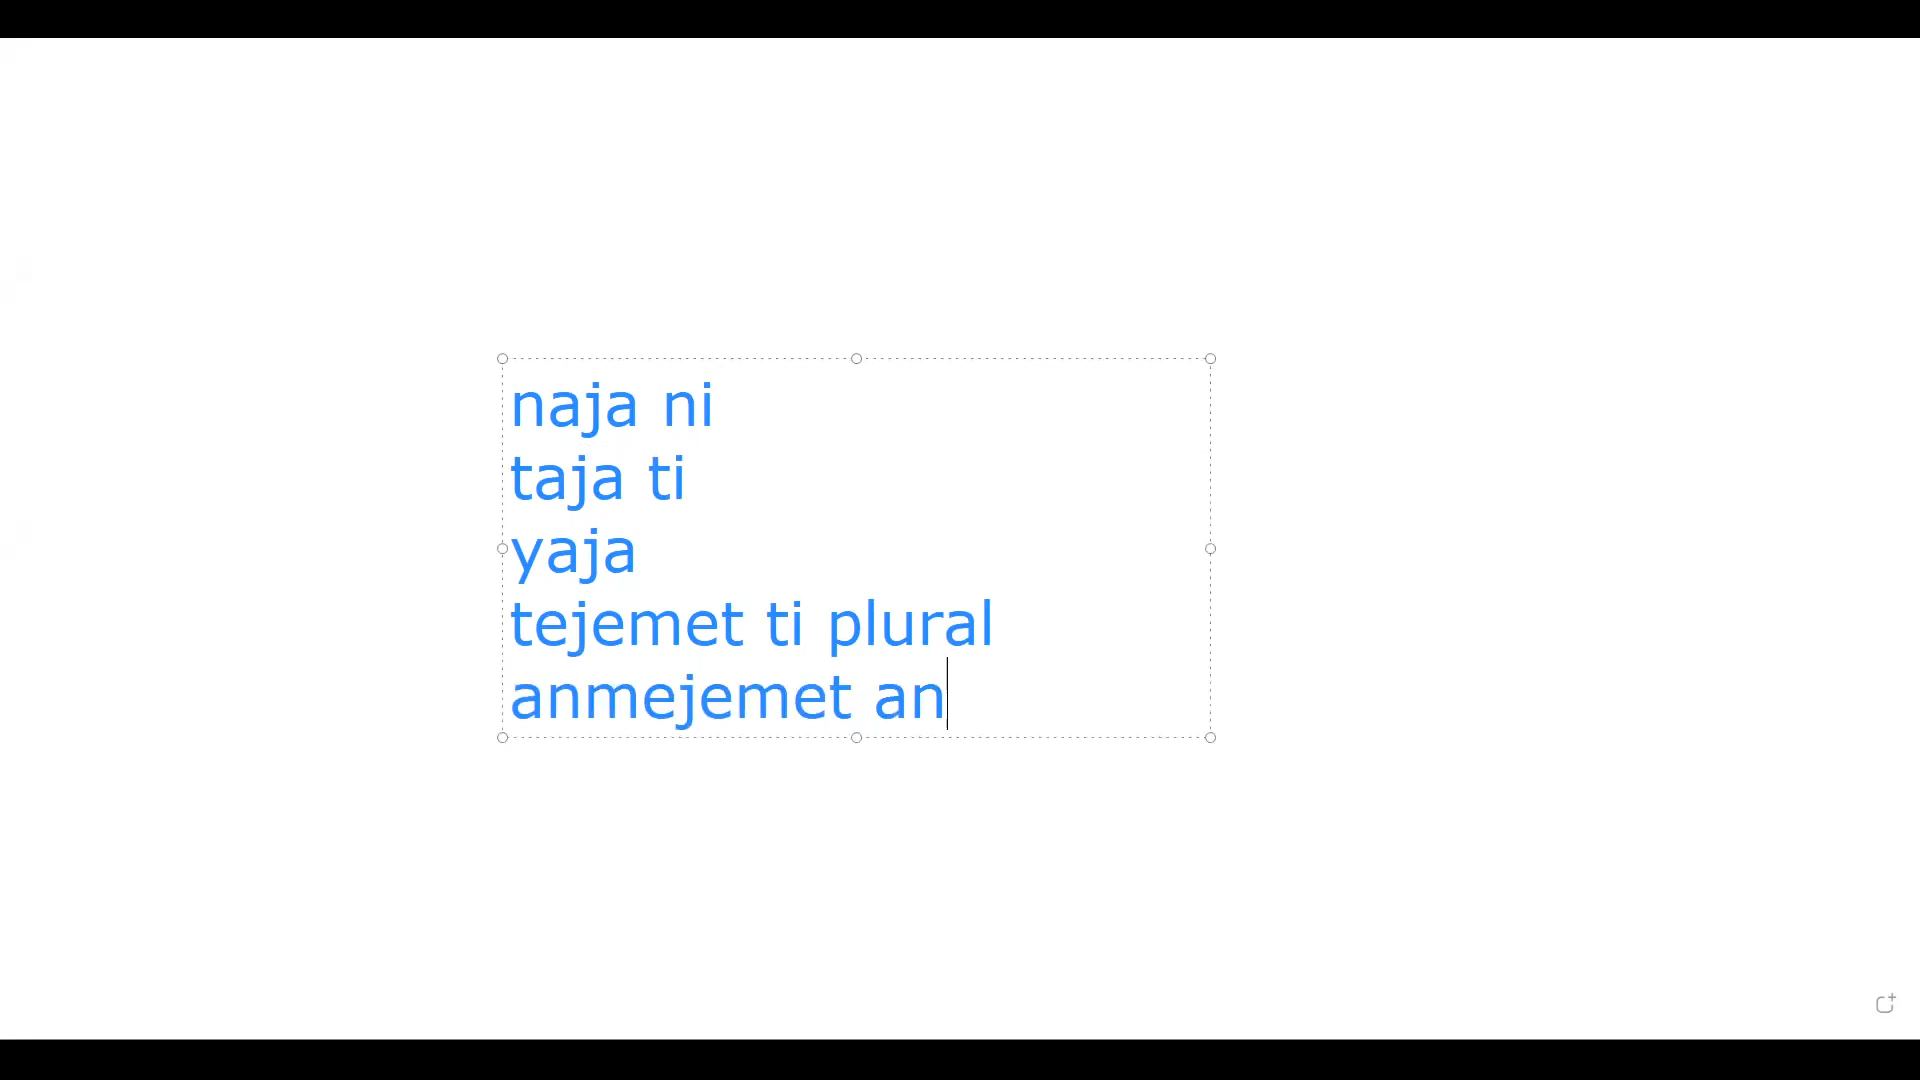 naja ni
taja ti
yaja
tejemet ti plural
anmejemet an